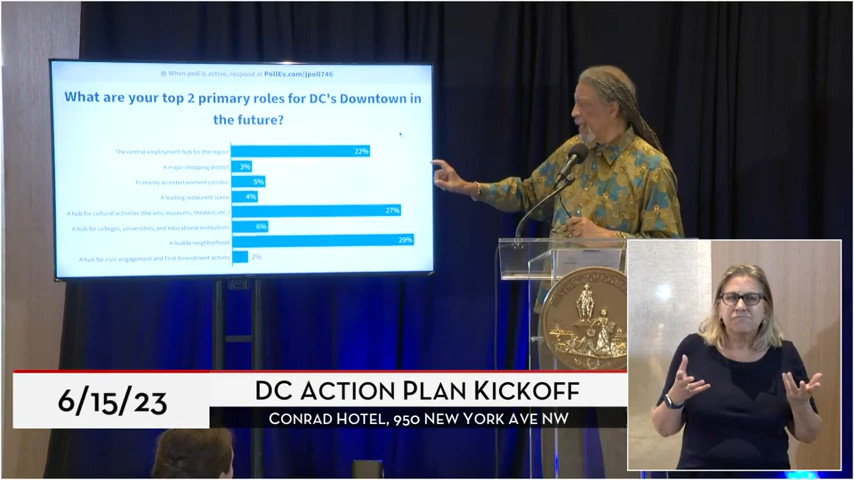 When poll is active, respond at PollEv.com/jpoll746
What are your top 2 primary roles for DC's Downtown in
the future?
The central employment hub for the region 22%
A major shopping district 3%
Primarily an entertainment corridor 5%
A leading restaurant scene 4%
A hub for cultural activities (the arts, museums, theaters, etc.) 27%
A hub for colleges, universities, and educational institutions 6%
A livable neighborhood 29%
A hub for civic engagement and First Amendment activity 2%
6/15/23
DC ACTION PLAN KICKOFF
CONRAD HOTEL, 950 NEW YORK AVE NW